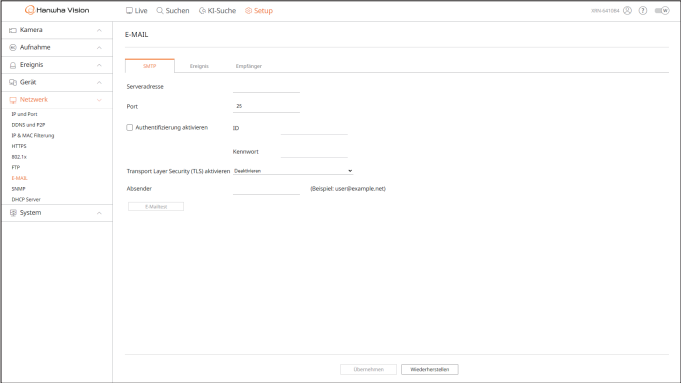 Hanwha Vision
Live
Suchen
KI-Suche
Setup
Kamera
Aufnahme
Ereignis
Gerät
Netzwerk
IP und Port
DDNS und P2P
IP & MAC Filterung
HTTPS
802.1x
FTP
E-MAIL
SNMP
DHCP Server
System
E-MAIL
SMTP
Ereignis
Empfänger
Serveradresse
Port 25
Authentifizierung aktivieren ID
Kennwort
Transport Layer Security (TLS) aktivieren Deaktivieren
Absender (Beispiel: user@example.net)
E-Mailtest
Übernehmen
Wiederherstellen